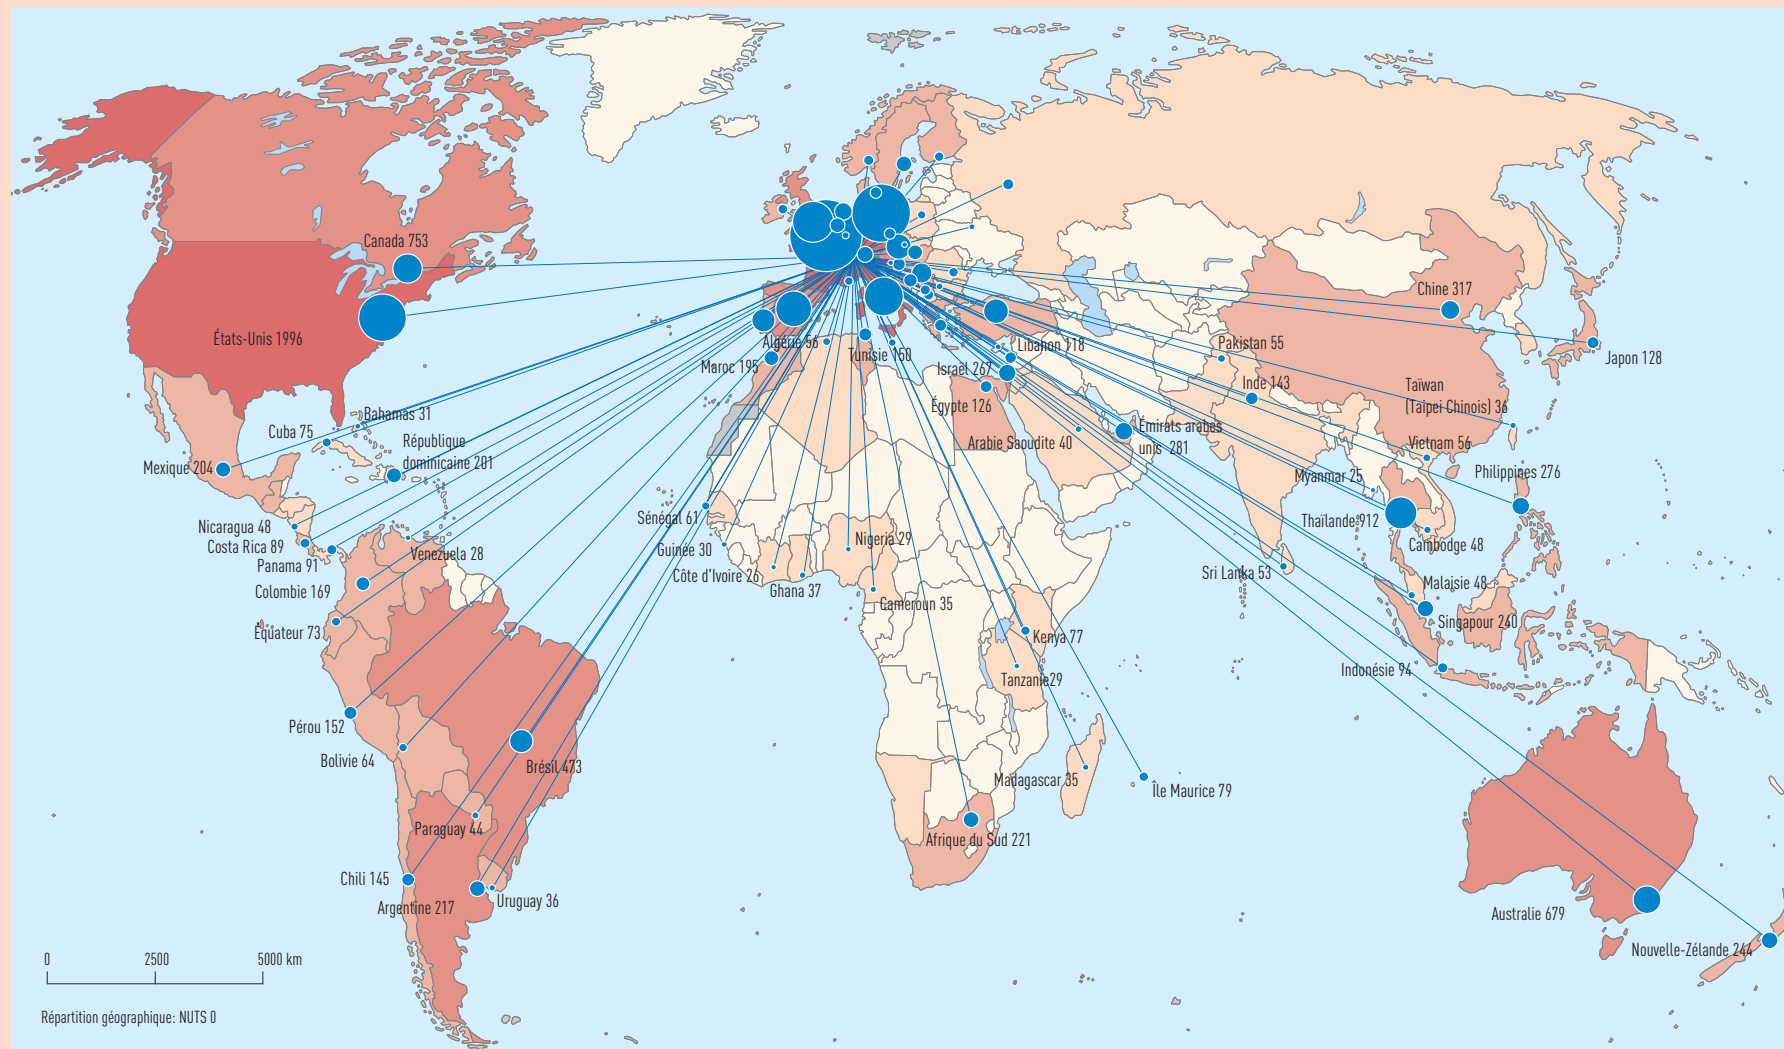 Canada 753
États-Unis 1996
Bahamas 31
Cuba 75
République
dominicaine 201
Mexique 204
Nicaragua 48
Costa Rica 89
Panama 91
Venezuela 28
Colombie 169
Équateur 73
Pérou 152
Bolivie 64
Brésil 473
Paraguay 44
Chili 145
Argentine 217
Uruguay 36
Algérie 56
Maroc 195
Tunisie 150
Libanon 118
Israël 267
Égypte 126
Arabie Saoudite 40
Émirats arabes
unis 281
Sénégal 61
Guinée 30
Côte d'Ivoire 26
Ghana 37
Nigeria 29
Cameroun 35
Kenya 77
Tanzanie29
Madagascar 35
Île Maurice 79
Afrique du Sud 221
Chine 317
Japon 128
Pakistan 55
Inde 143
Taïwan
(Taipei Chinois) 36
Vietnam 56
Myanmar 25
Philippines 276
Thaïlande 912
Cambodge 48
Sri Lanka 53
Malaisie 48
Singapour 240
Indonésie 94
Australie 679
Nouvelle-Zélande 244
0 2500 5000 km
Répartition géographique: NUTS 0